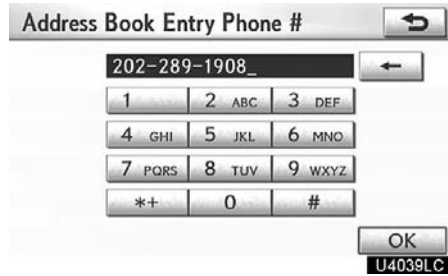 Address Book Entry Phone #
202-289-1908_
1 2 ABC 3 DEF
4 GHI 5 JKL 6 MNO
7 PQRS 8 TUV 9 WXYZ
*+ 0 #
OK
U4039LC